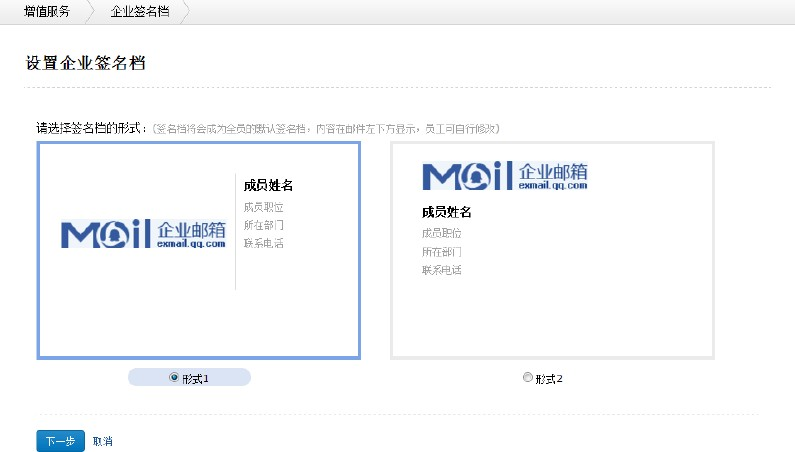 增值服务 企业签名档
设置企业签名档
请选择签名档的形式：(签名档将会成为全员的默认签名档，内容在邮件左下方显示，员工可自行修改)
Mail 企业邮箱
exmail.qq.com
成员姓名
成员职位
所在部门
联系电话
Mail 企业邮箱
exmail.qq.com
成员姓名
成员职位
所在部门
联系电话
形式1
形式2
下一步 取消